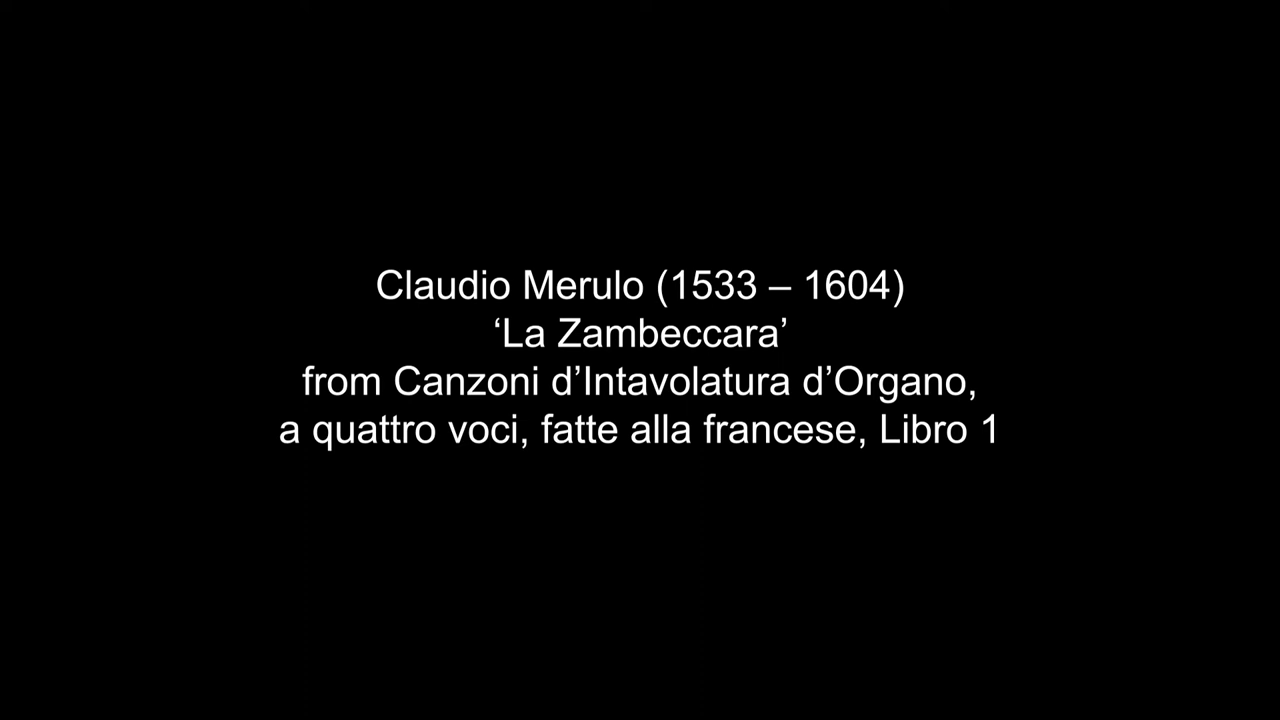 Claudio Merulo (1533 – 1604)
‘La Zambeccara’
from Canzoni d’Intavolatura d’Organo,
a quattro voci, fatte alla francese, Libro 1